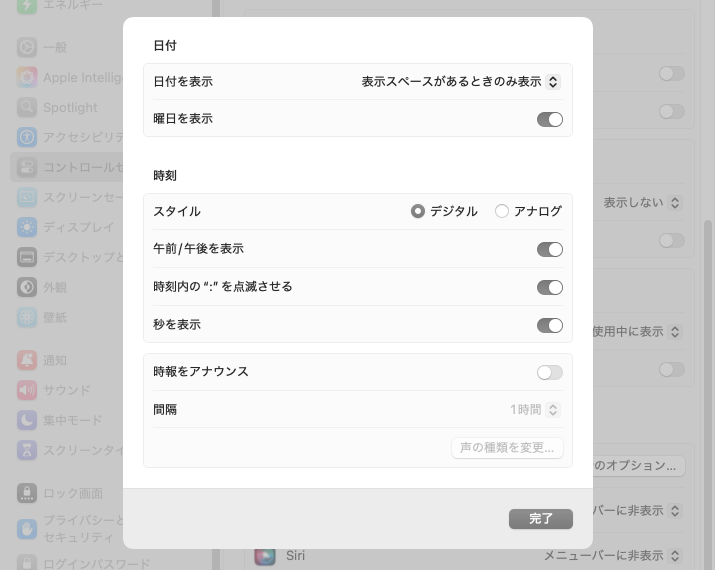 エネルギー
一般
Apple Intellig
Spotlight
アクセシビリテ
コントロールセ
スクリーンセー
ディスプレイ
デスクトップと
外観
壁紙
通知
サウンド
集中モード
スクリーンタイ
ロック画面
プライバシーと
セキュリティ
ログインパスワード
日付
日付を表示
表示スペースがあるときのみ表示
曜日を表示
時刻
スタイル
デジタル
アナログ
午前/午後を表示
時刻内の“:”を点滅させる
秒を表示
時報をアナウンス
間隔
1時間
声の種類を変更...
完了
表示しない
使用中に表示
のオプション...
バーに非表示
Siri
メニューバーに非表示